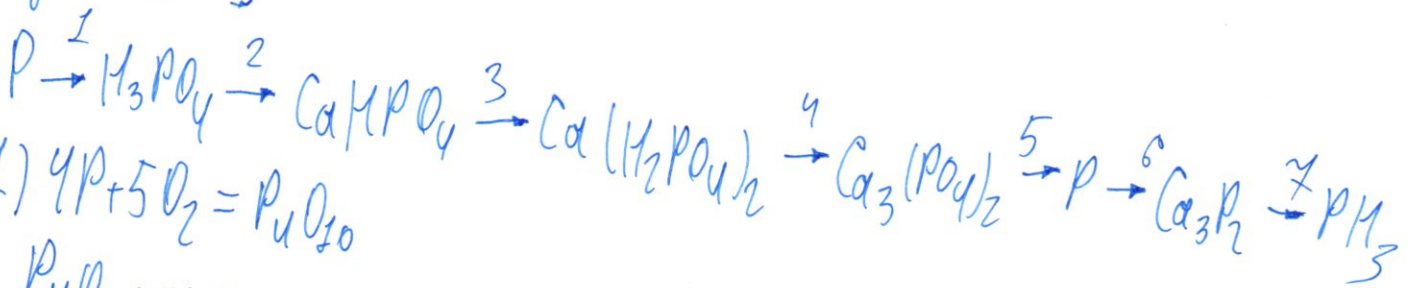 P 1→ H₃PO₄ 2→ CaHPO₄ 3→ Ca(H₂PO₄)₂ 4→ Ca₃(PO₄)₂ 5→ P 6→ Ca₃P₂ 7→ PH₃
) 4P+5O₂=P₄O₁₀